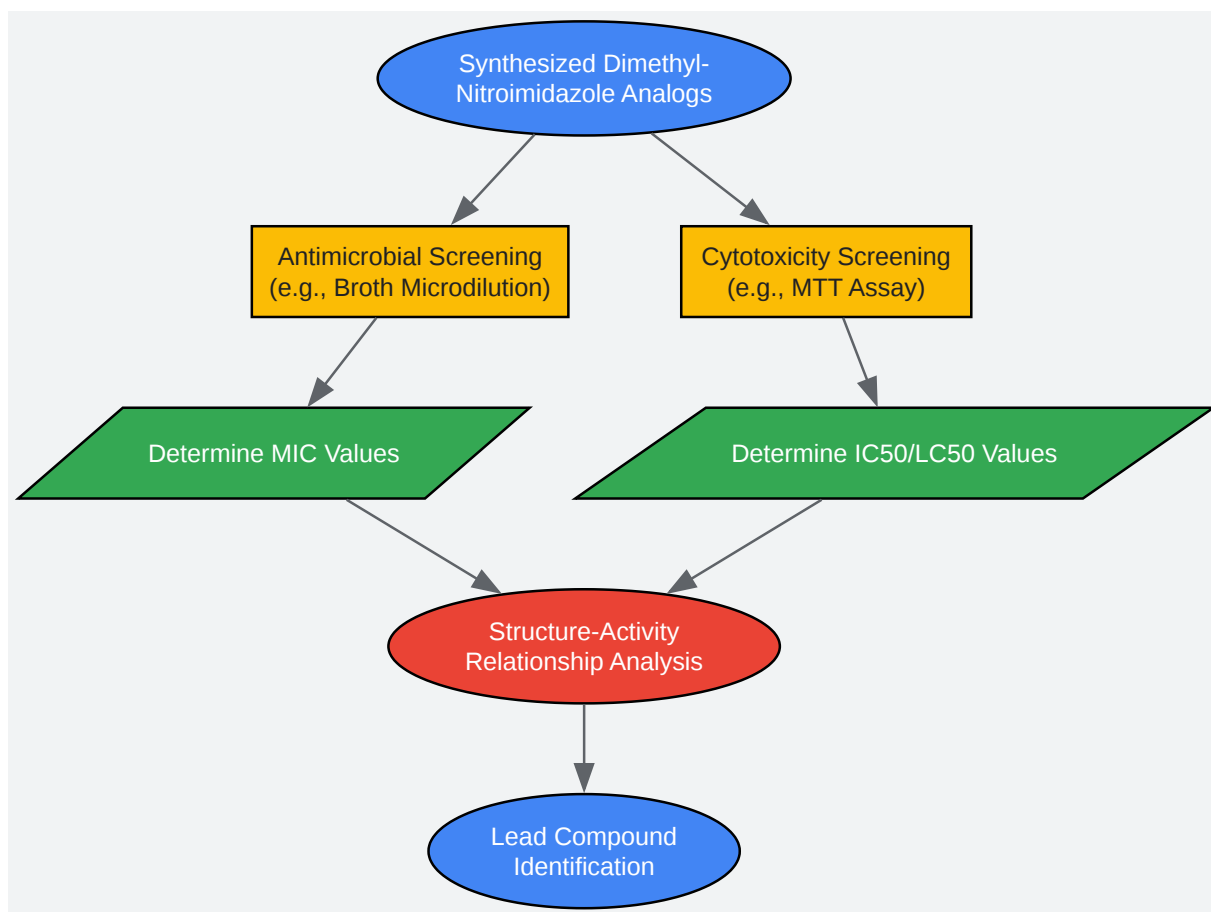 Synthesized Dimethyl-
Nitroimidazole Analogs
Antimicrobial Screening
(e.g., Broth Microdilution)
Cytotoxicity Screening
(e.g., MTT Assay)
Determine MIC Values
Determine IC50/LC50 Values
Structure-Activity
Relationship Analysis
Lead Compound
Identification